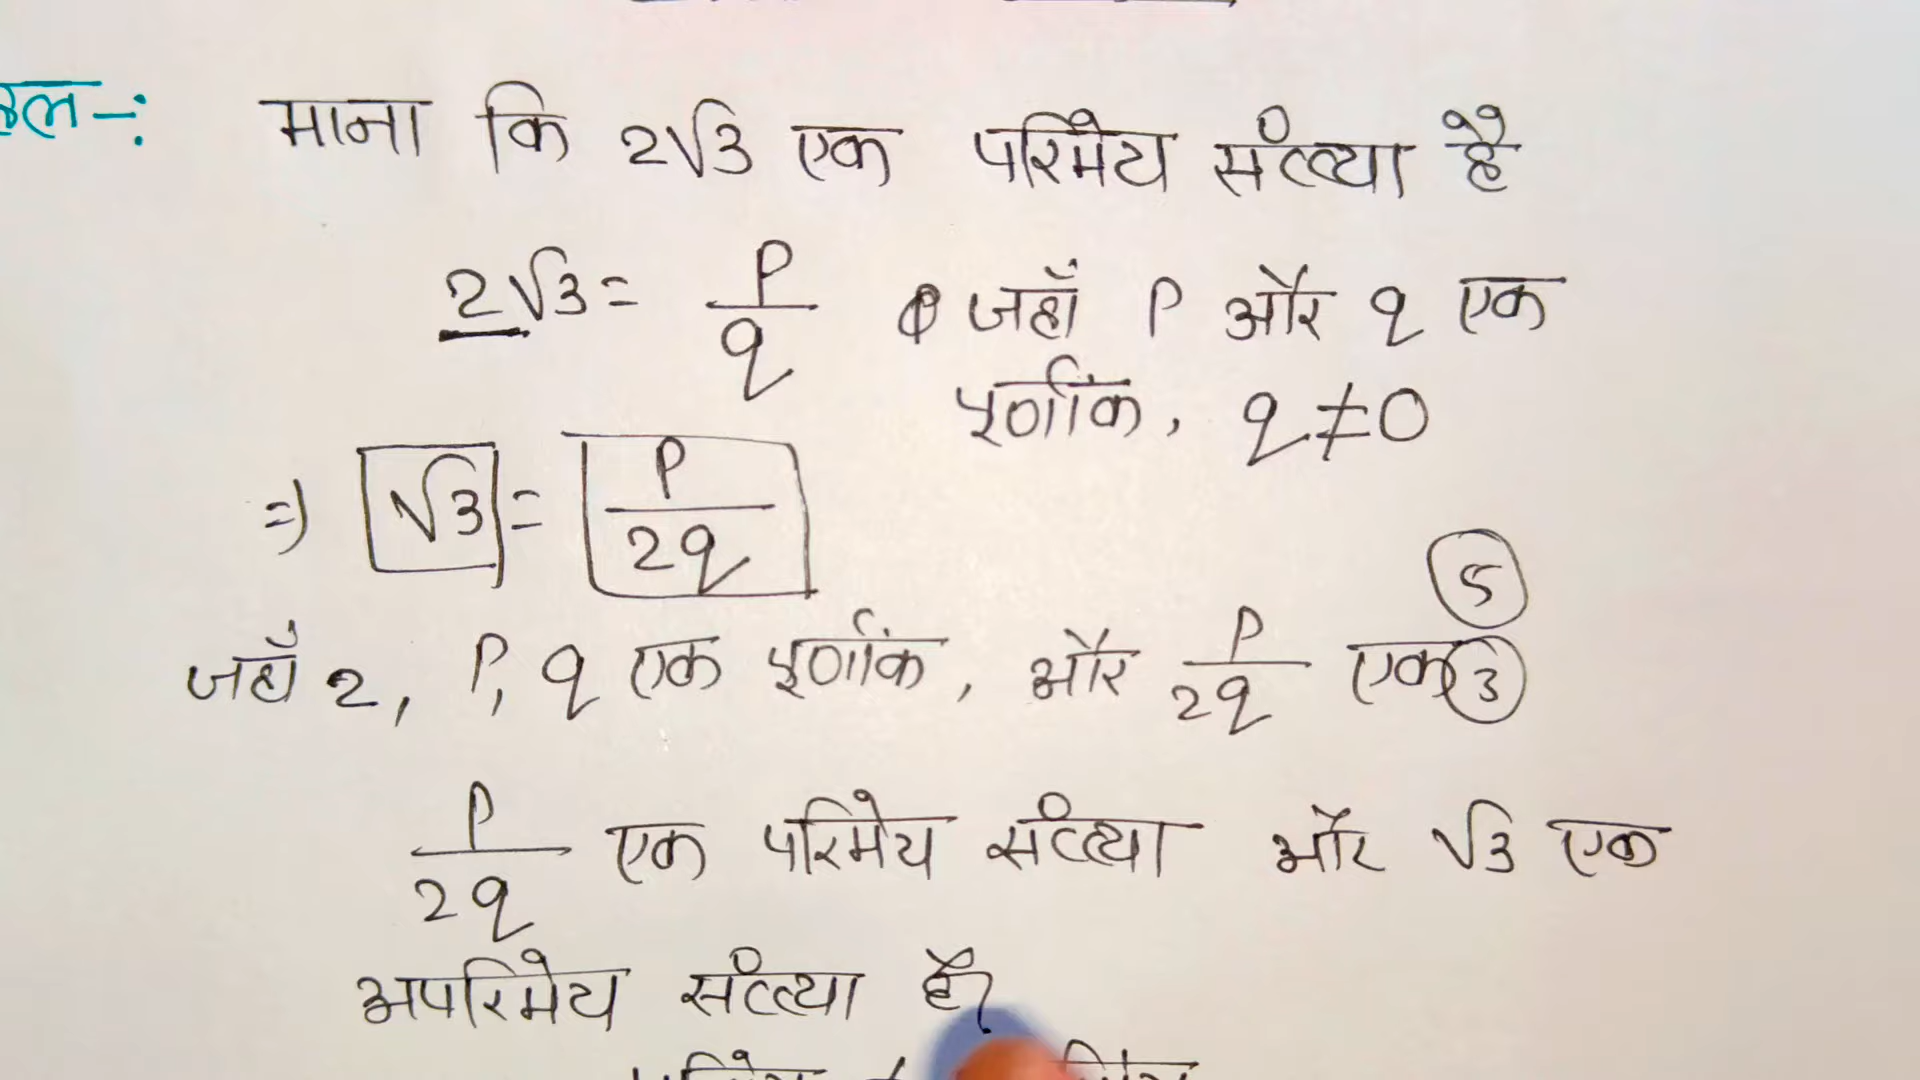 हल-:
माना कि 2√3 एक परिमेय संख्या है
2√3 = P/q जहाँ P और q एक
पूर्णांक, q ≠ 0
=) √3 = P/2q
5
जहाँ 2, P, q एक पूर्णांक, और P/2q एक 3
P/2q एक परिमेय संख्या और √3 एक
अपरिमेय संख्या है